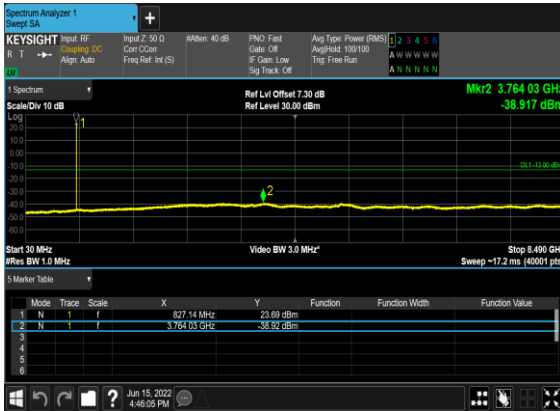 Spectrum Analyzer 1
Swept SA
+
KEYSIGHT Input: RF Input Z: 50 Ω #Atten: 40 dB PNO: Fast Avg Type: Power (RMS) 1 2 3 4 5 6
R T Coupling: DC Corr CCorr Gate: Off Avg|Hold: 100/100 A W W W W W
Align: Auto Freq Ref: Int (S) IF Gain: Low Trig: Free Run
Sig Track: Off A N N N N N
1 Spectrum Ref Lvl Offset 7.30 dB Mkr2 3.764 03 GHz
Scale/Div 10 dB Ref Level 30.00 dBm -38.917 dBm
Log
20.0
10.0
0.00
-10.0
-20.0
-30.0
-40.0
-50.0
-60.0
1
DL1 -13.00 dBm
2
Start 30 MHz Video BW 3.0 MHz* Stop 8.490 GHz
#Res BW 1.0 MHz Sweep ~17.2 ms (40001 pts)
5 Marker Table
Mode Trace Scale X Y Function Function Width Function Value
1 N 1 f 827.14 MHz 23.69 dBm
2 N 1 f 3.764 03 GHz -38.92 dBm
3
4
5
6
? Jun 15, 2022
4:46:05 PM